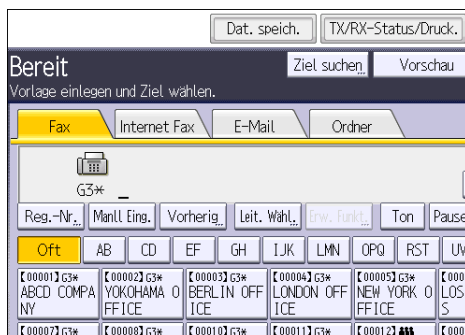 Dat. speich. TX/RX-Status/Druck.
Bereit Ziel suchen Vorschau
Vorlage einlegen und Ziel wählen.
Fax Internet Fax E-Mail Ordner
G3* _
Reg.-Nr. Manll Eing. Vorherig Leit. Wähl. Erw. Funkt. Ton Pause
Oft AB CD EF GH IJK LMN OPQ RST UV
[00001] G3* [00002] G3* [00003] G3* [00004] G3* [00005] G3* [000
ABCD COMPA YOKOHAMA O BERLIN OFF LONDON OFF NEW YORK O LOS
NY FFICE ICE ICE FFICE S
[00007] G3* [00008] G3* [00010] G3* [00011] G3* [00012] [000